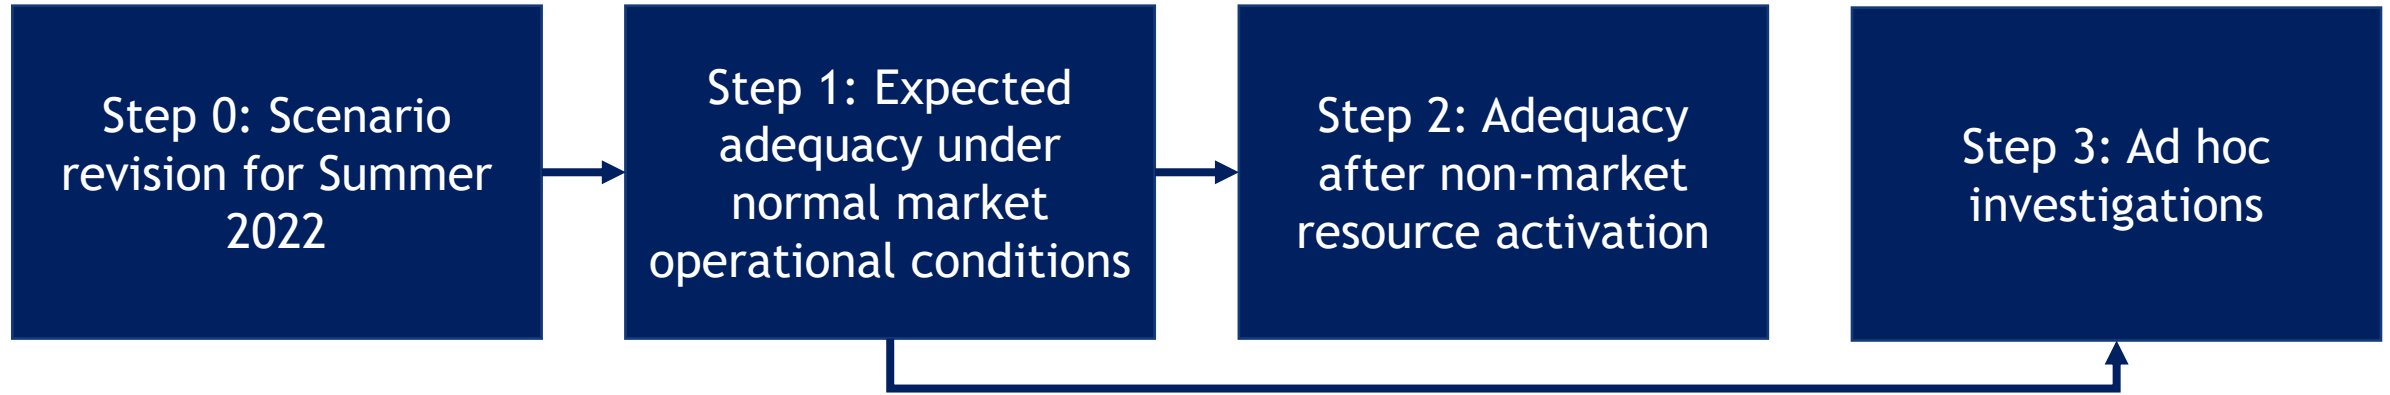 Step 0: Scenario
revision for Summer
2022
Step 1: Expected
adequacy under
normal market
operational conditions
Step 2: Adequacy
after non-market
resource activation
Step 3: Ad hoc
investigations